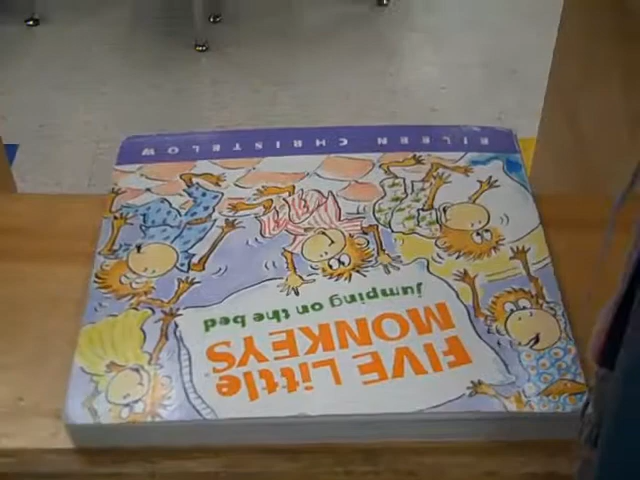 FIVE LittLe
MONKEYS
jumping on the bed
EILEEN CHRISTELOW